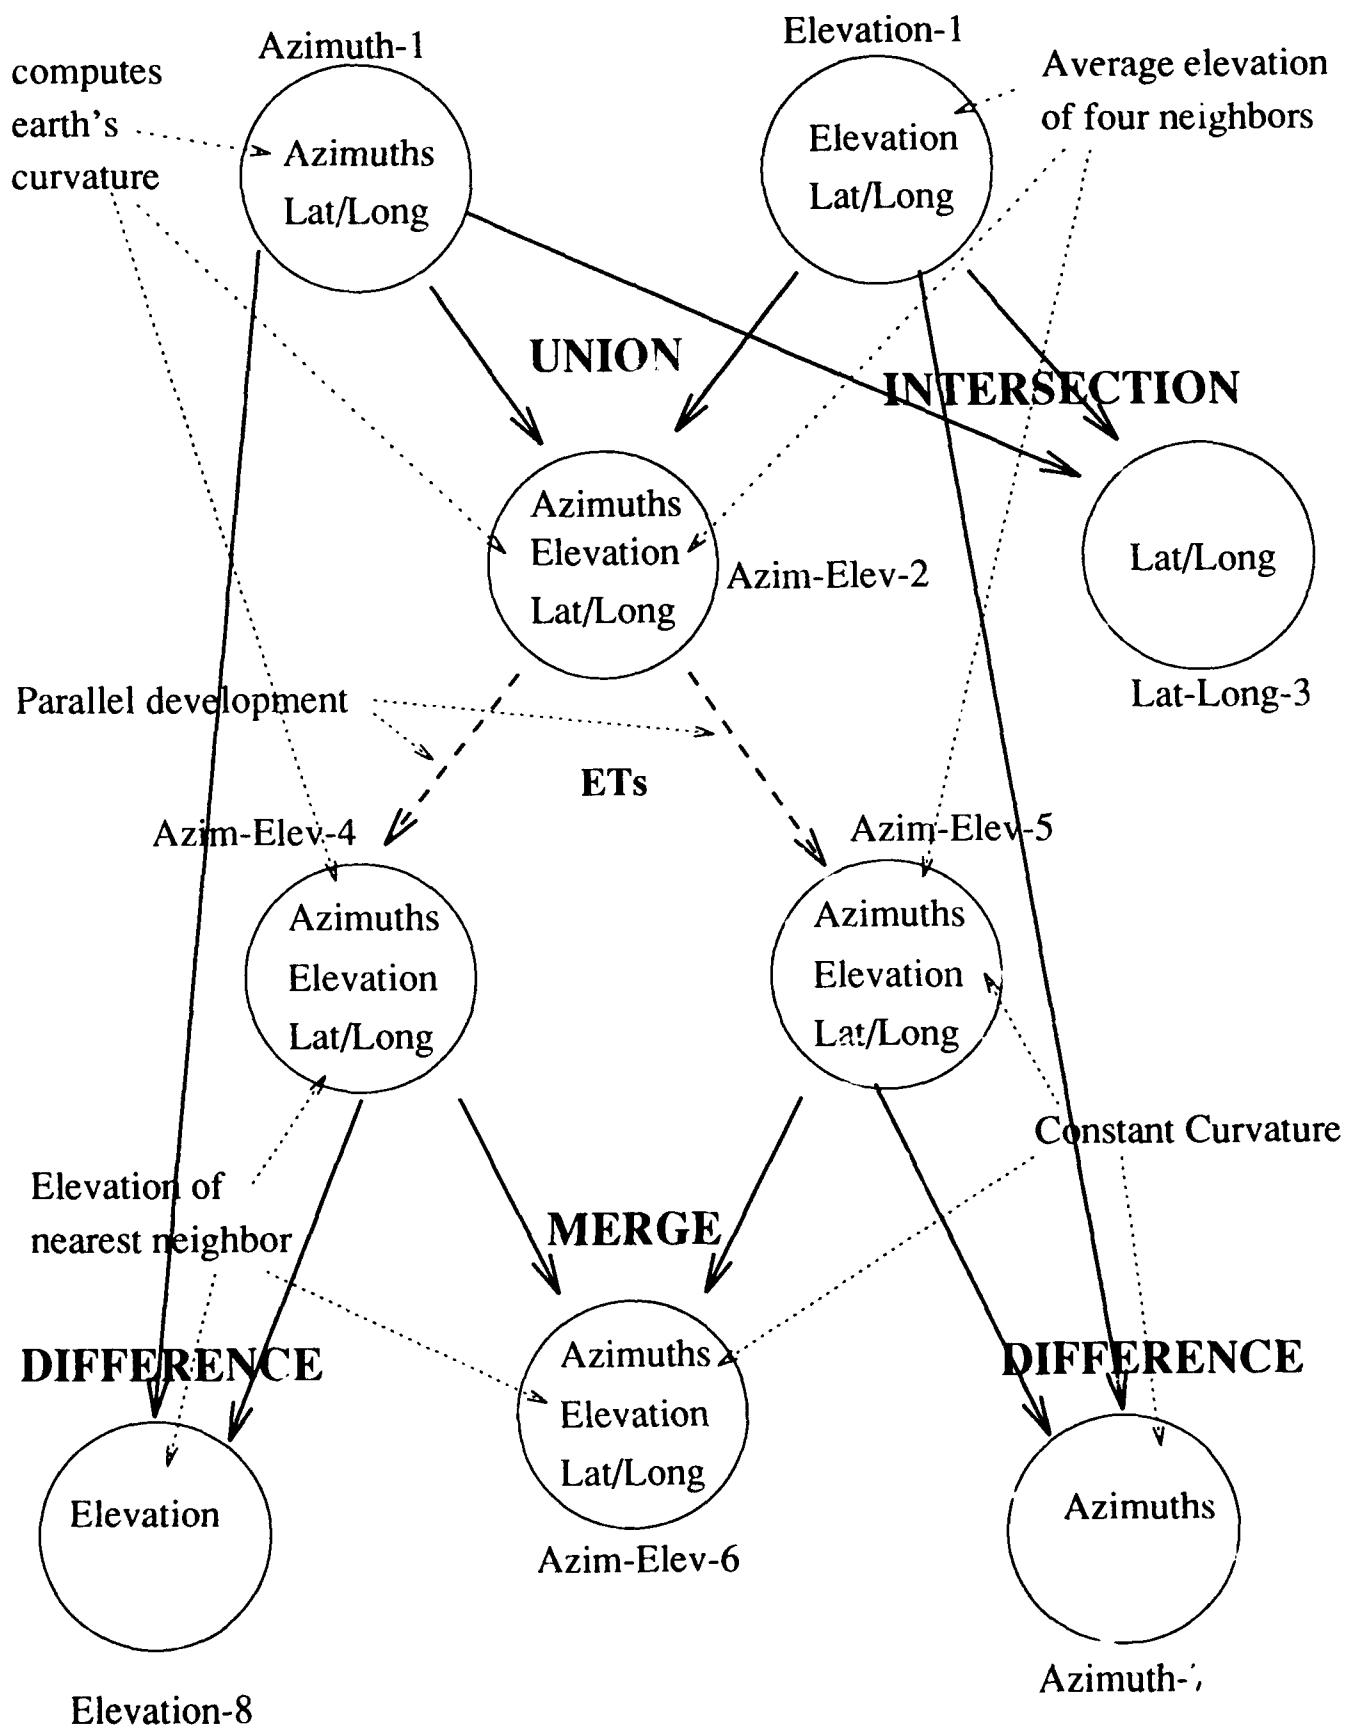 Azimuth-1
Elevation-1
computes
earth's
curvature
Average elevation
of four neighbors
Azimuths
Lat/Long
Elevation
Lat/Long
UNION
INTERSECTION
Azimuths
Elevation
Lat/Long
Azim-Elev-2
Lat/Long
Lat-Long-3
Parallel development
ETs
Azim-Elev-4
Azim-Elev-5
Azimuths
Elevation
Lat/Long
Azimuths
Elevation
Lat/Long
Constant Curvature
Elevation of
nearest neighbor
MERGE
DIFFERENCE
DIFFERENCE
Azimuths
Elevation
Lat/Long
Azim-Elev-6
Elevation
Elevation-8
Azimuths